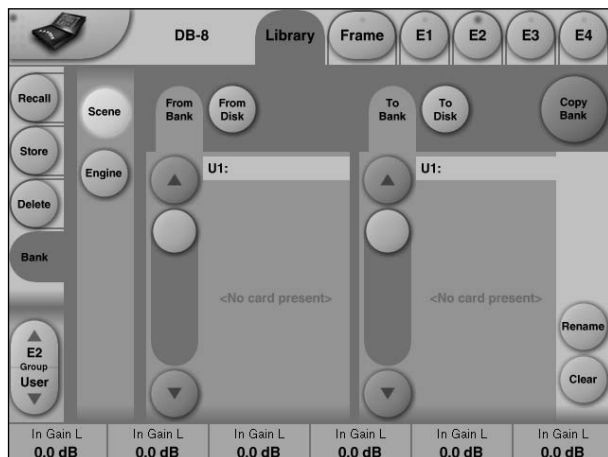 DB-8 Library Frame E1 E2 E3 E4
Recall
Store
Delete
Bank
E2
Group
User
Scene
Engine
From
Bank
From
Disk
To
Bank
To
Disk
Copy
Bank
U1:
<No card present>
U1:
<No card present>
Rename
Clear
In Gain L In Gain L In Gain L In Gain L In Gain L In Gain L
0.0 dB 0.0 dB 0.0 dB 0.0 dB 0.0 dB 0.0 dB